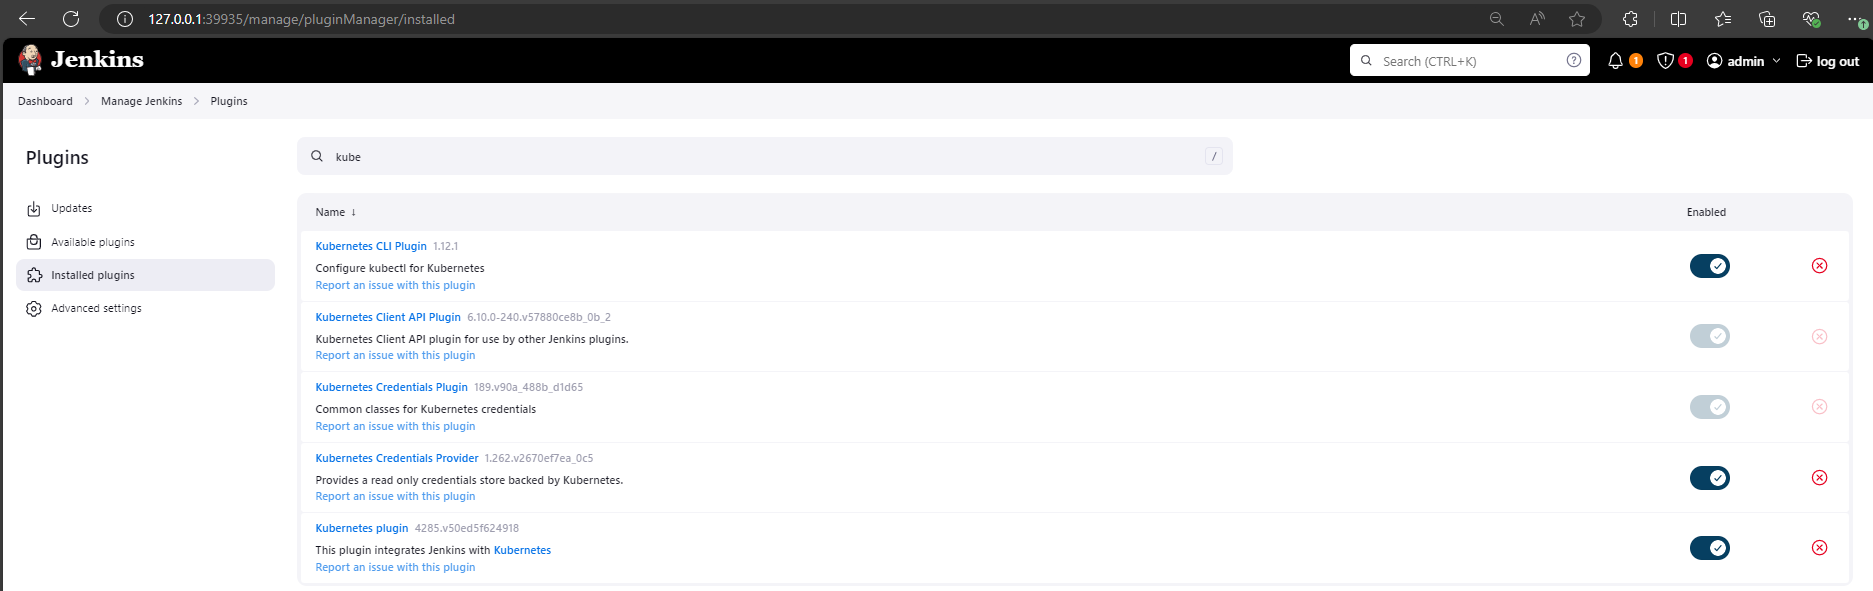 127.0.0.1:39935/manage/pluginManager/installed
Jenkins
Search (CTRL+K)
1
1
admin
log out
Dashboard > Manage Jenkins > Plugins
Plugins
kube
/
Updates
Available plugins
Installed plugins
Advanced settings
Name ↓ Enabled
Kubernetes CLI Plugin 1.12.1
Configure kubectl for Kubernetes
Report an issue with this plugin
Kubernetes Client API Plugin 6.10.0-240.v57880ce8b_0b_2
Kubernetes Client API plugin for use by other Jenkins plugins.
Report an issue with this plugin
Kubernetes Credentials Plugin 189.v90a_488b_d1d65
Common classes for Kubernetes credentials
Report an issue with this plugin
Kubernetes Credentials Provider 1.262.v2670ef7ea_0c5
Provides a read only credentials store backed by Kubernetes.
Report an issue with this plugin
Kubernetes plugin 4285.v50ed5f624918
This plugin integrates Jenkins with Kubernetes
Report an issue with this plugin